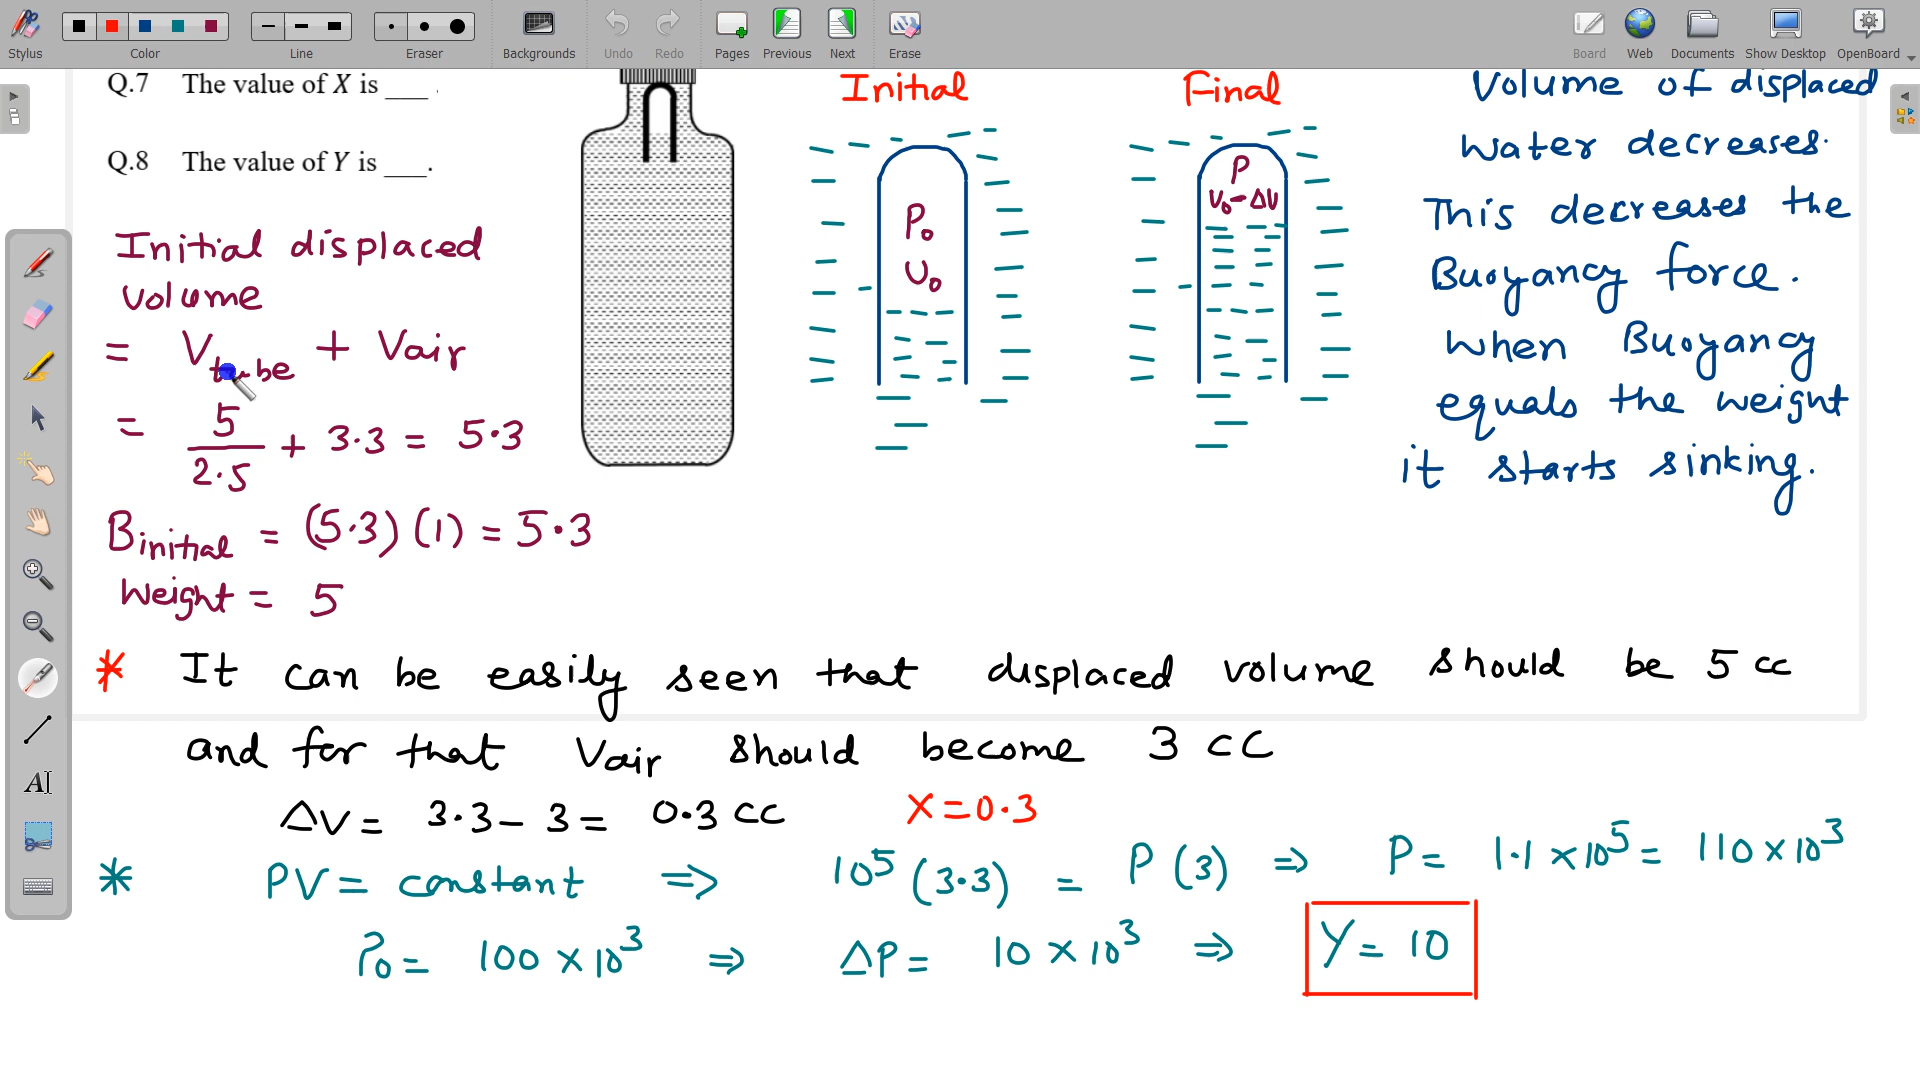 Stylus
Color
Line
Eraser
Backgrounds
Undo
Redo
Pages
Previous
Next
Erase
Board
Web
Documents
Show Desktop
OpenBoard
Q.7 The value of X is ___ .
Q.8 The value of Y is ___.
Initial displaced
volume
= Vtube + Vair
= 5/2.5 + 3.3 = 5.3
Binitial = (5.3)(1) = 5.3
Weight = 5
Initial
P₀
V₀
Final
P
V₀-ΔV
Volume of displaced
water decreases.
This decreases the
Buoyancy force.
When Buoyancy
equals the weight
it starts sinking.
* It can be easily seen that displaced volume should be 5 cc
and for that Vair should become 3 cc
ΔV = 3.3 - 3 = 0.3 cc X = 0.3
* PV = constant ⇒ 10⁵ (3.3) = P (3) ⇒ P = 1.1 × 10⁵ = 110 × 10³
P₀ = 100 × 10³ ⇒ ΔP = 10 × 10³ ⇒ Y = 10